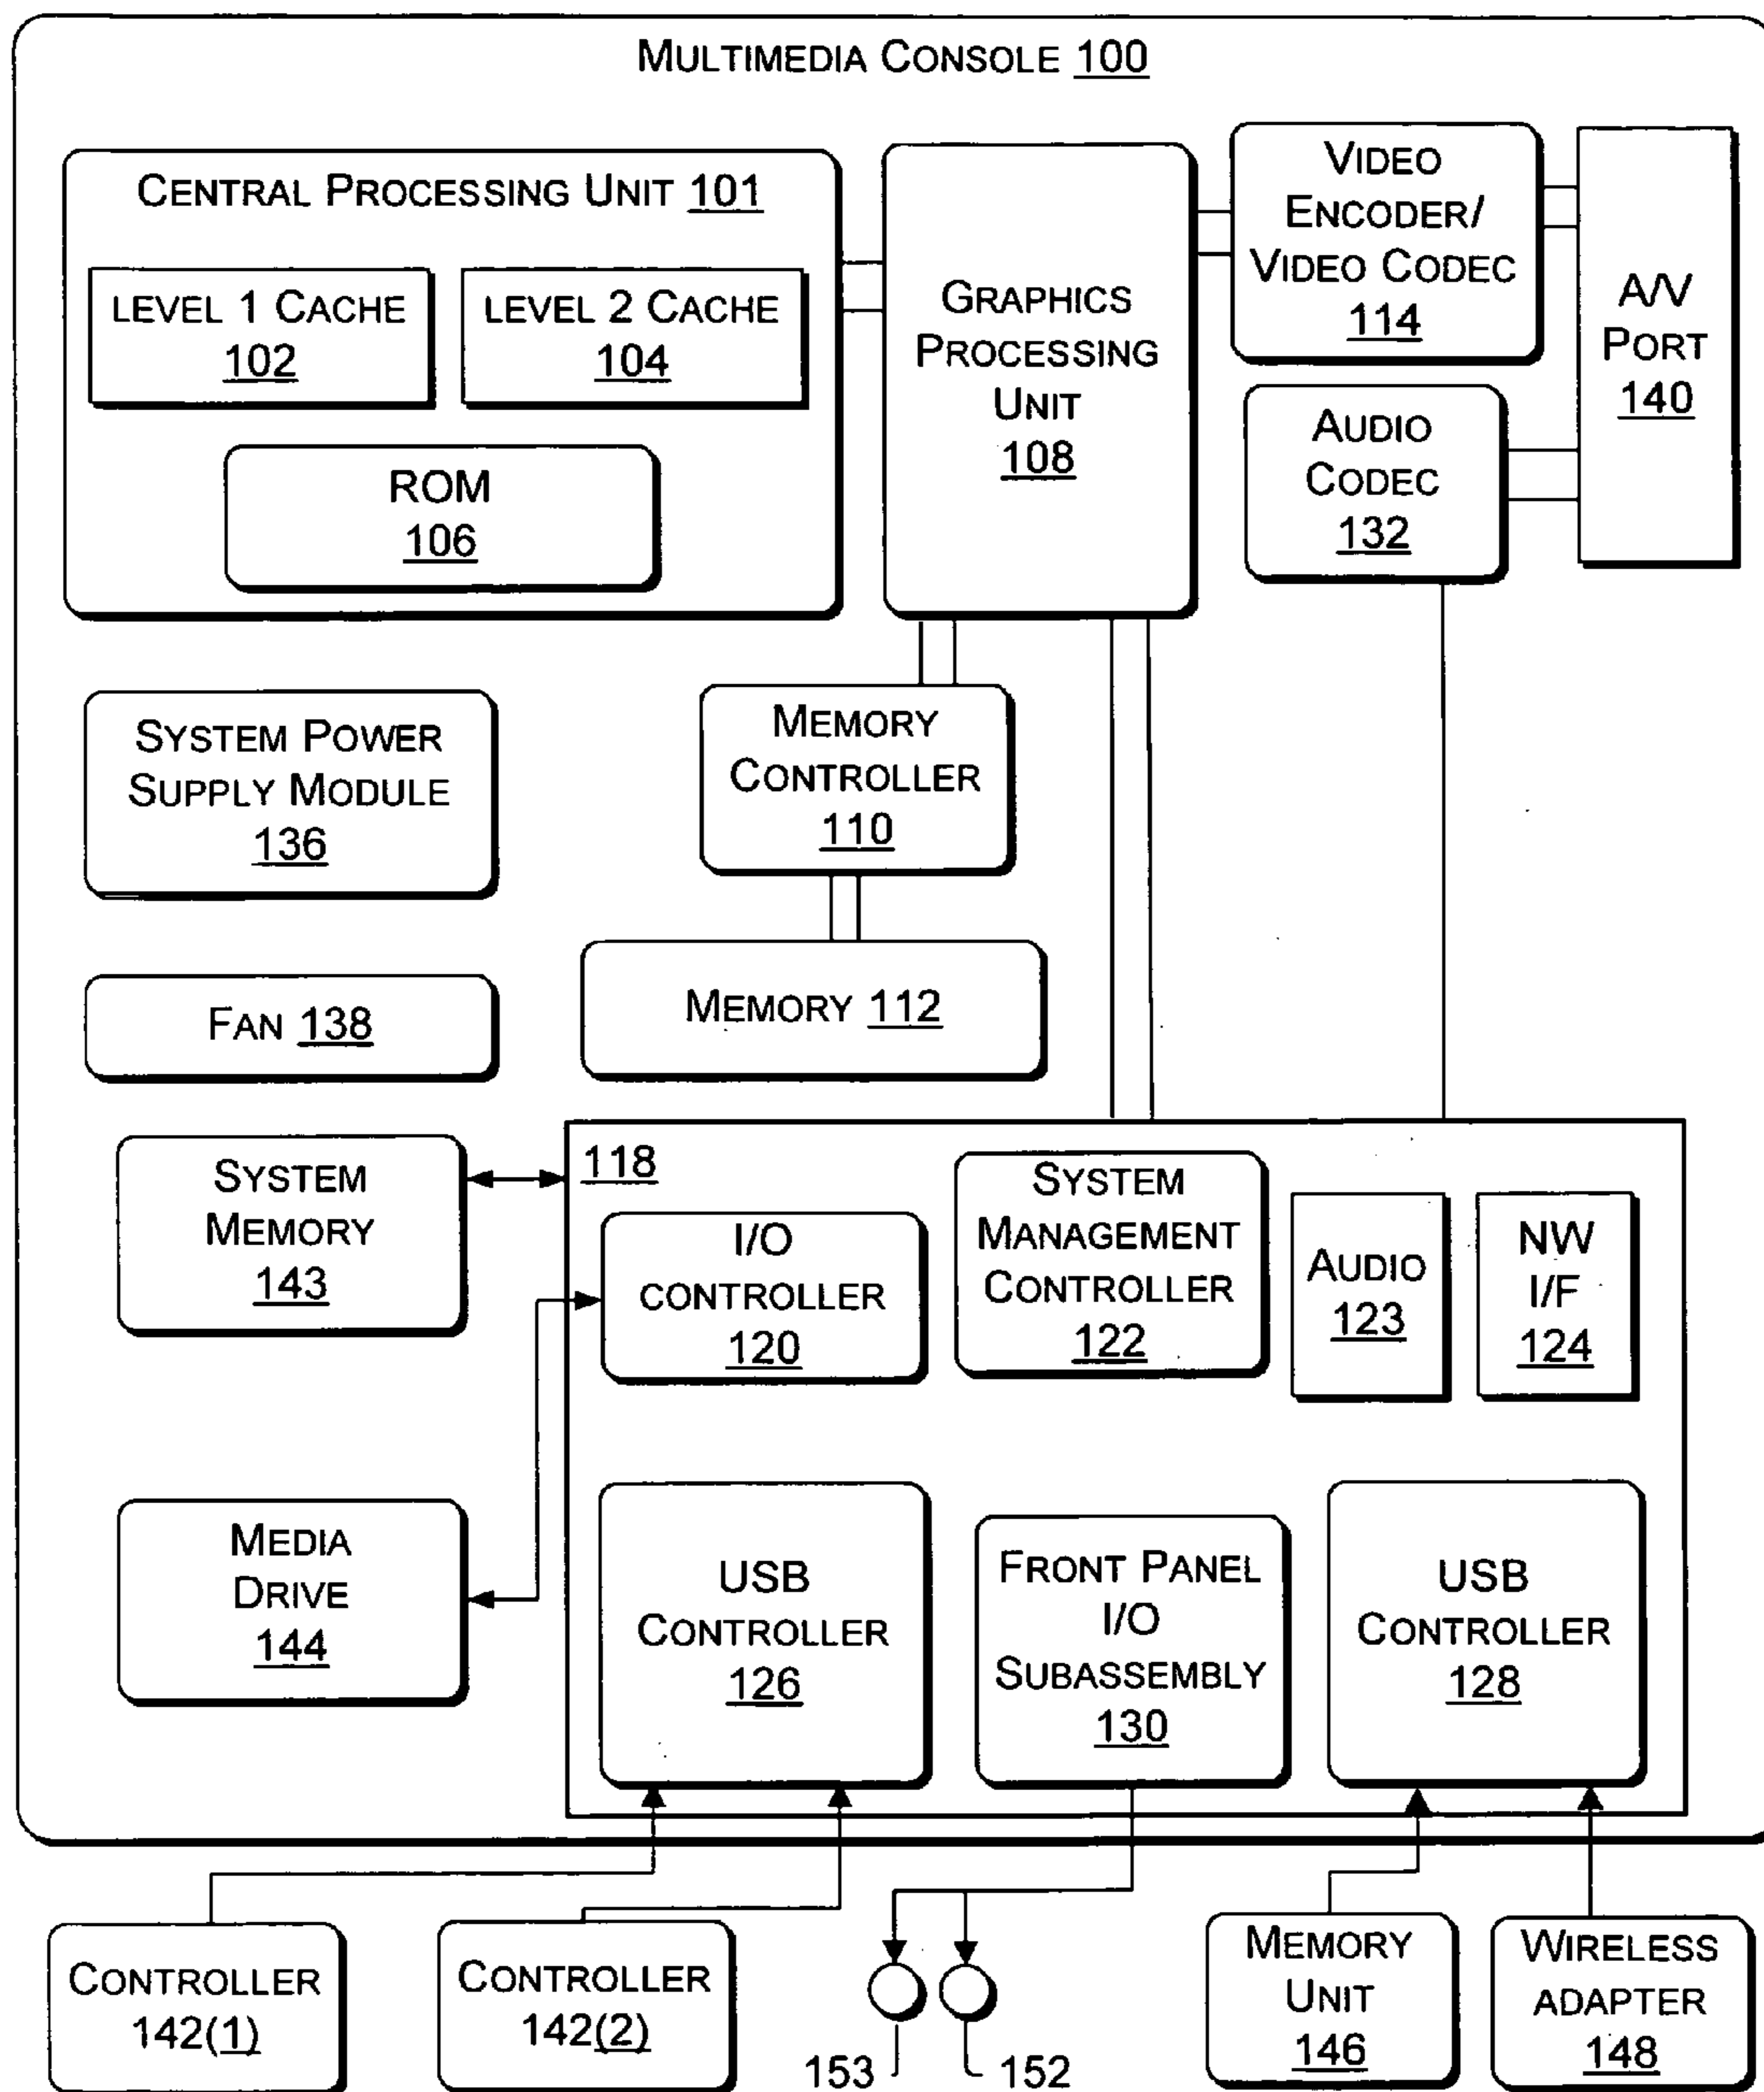 MULTIMEDIA CONSOLE 100
CENTRAL PROCESSING UNIT 101
LEVEL 1 CACHE
102
LEVEL 2 CACHE
104
ROM
106
GRAPHICS
PROCESSING
UNIT
108
VIDEO
ENCODER/
VIDEO CODEC
114
AUDIO
CODEC
132
A/V
PORT
140
SYSTEM POWER
SUPPLY MODULE
136
MEMORY
CONTROLLER
110
FAN 138
MEMORY 112
SYSTEM
MEMORY
143
118
I/O
CONTROLLER
120
SYSTEM
MANAGEMENT
CONTROLLER
122
AUDIO
123
NW
I/F
124
MEDIA
DRIVE
144
USB
CONTROLLER
126
FRONT PANEL
I/O
SUBASSEMBLY
130
USB
CONTROLLER
128
CONTROLLER
142(1)
CONTROLLER
142(2)
153
152
MEMORY
UNIT
146
WIRELESS
ADAPTER
148